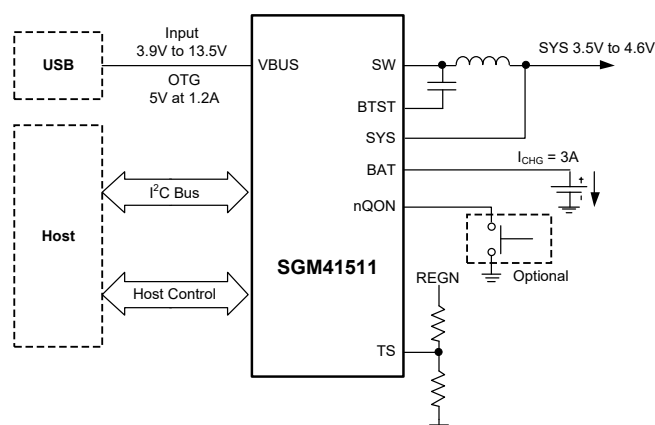 USB
Input
3.9V to 13.5V
OTG
5V at 1.2A
VBUS
SW
SYS 3.5V to 4.6V
BTST
SYS
BAT
I_CHG = 3A
+
nQON
Host
I²C Bus
Host Control
SGM41511
REGN
Optional
TS